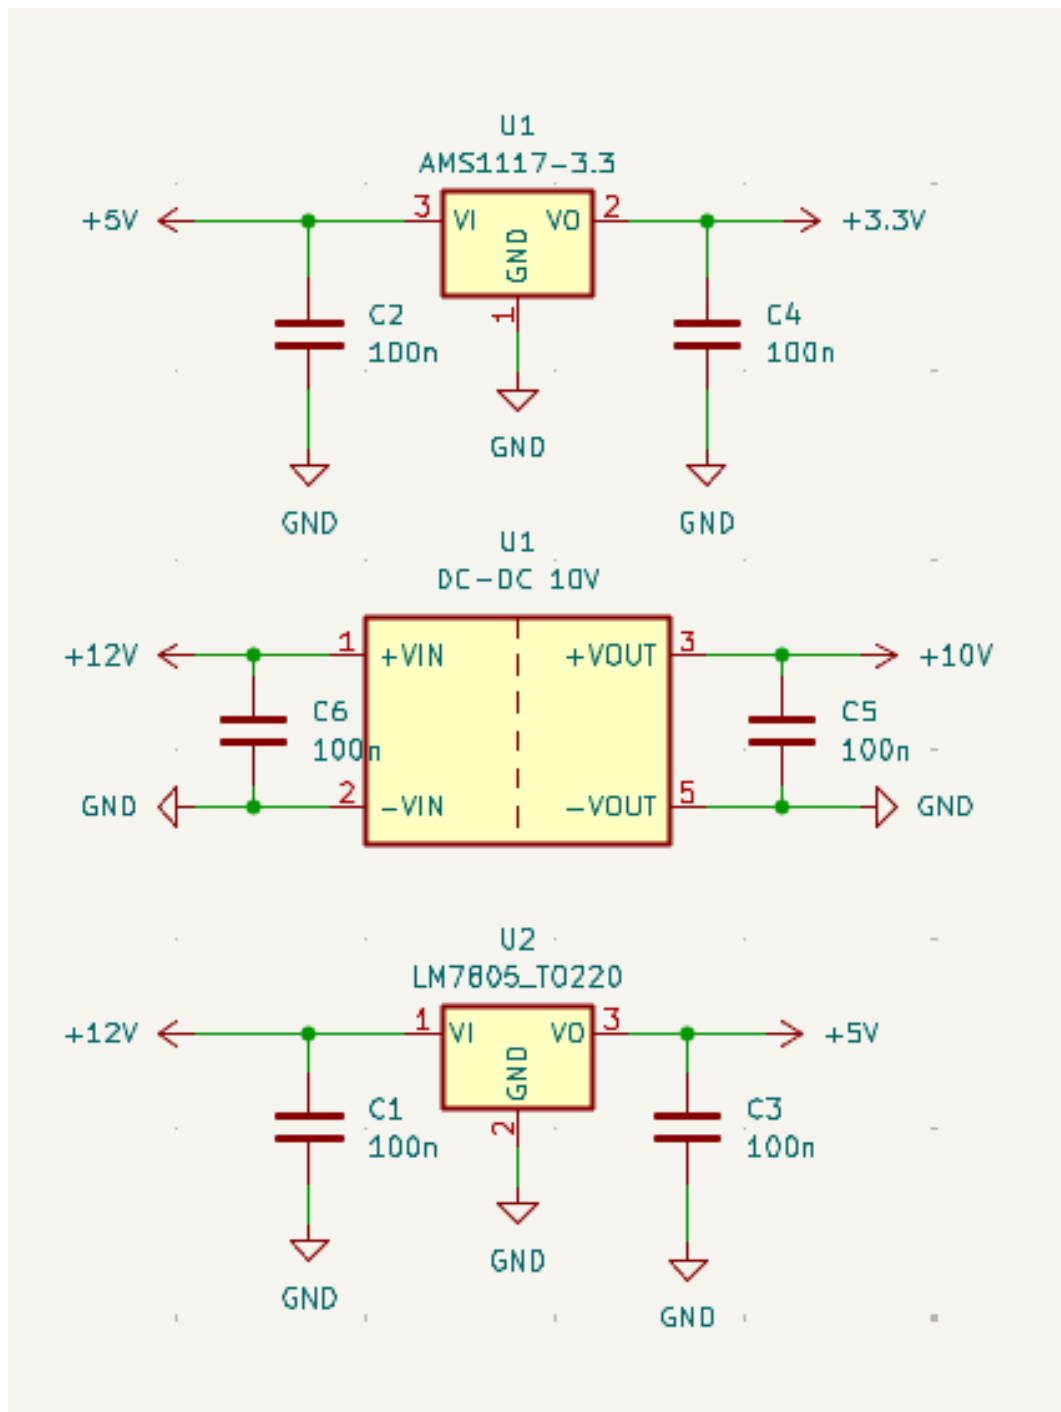 U1
AMS1117-3.3
+5V
3
VI
VO
2
+3.3V
GND
1
C2
100n
C4
100n
GND
GND
GND
U1
DC-DC 10V
+12V
1
+VIN
+VOUT
3
+10V
C6
100n
C5
100n
GND
2
-VIN
-VOUT
5
GND
U2
LM7805_TO220
+12V
1
VI
VO
3
+5V
GND
2
C1
100n
C3
100n
GND
GND
GND